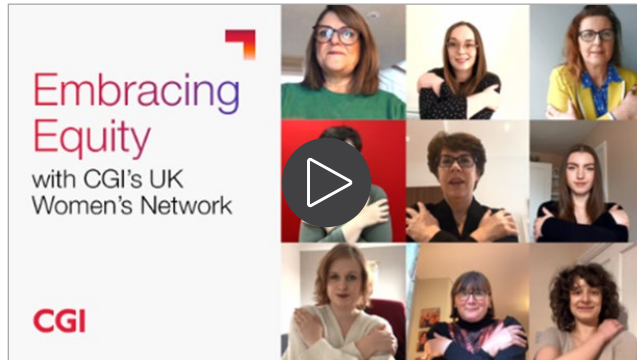 Embracing
Equity
with CGI's UK
Women's Network
CGI